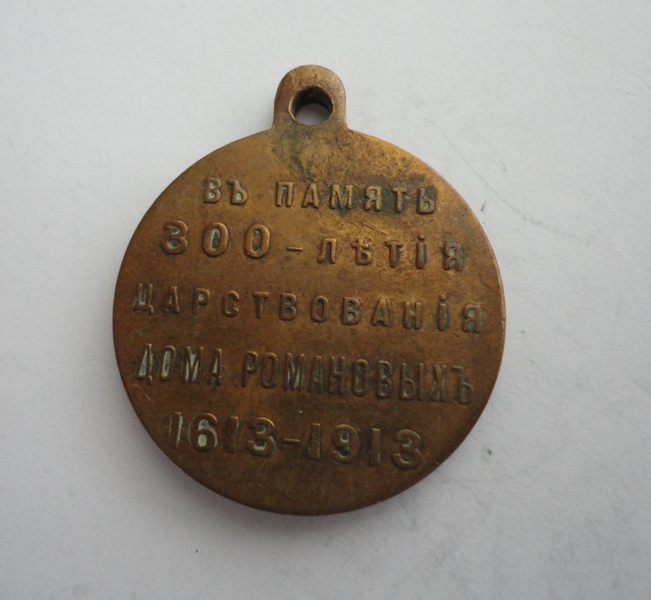 ВЪ ПАМЯТЬ
300-ЛѢТІЯ
ЦАРСТВОВАНІЯ
ДОМА РОМАНОВЫХЪ
1613-1913